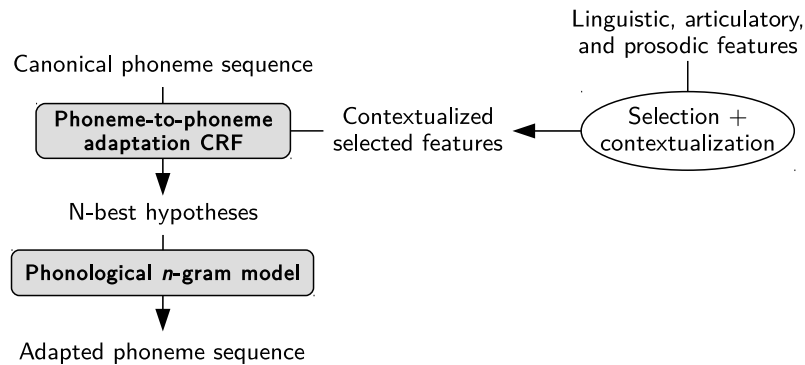 Linguistic, articulatory,
and prosodic features
Canonical phoneme sequence
Phoneme-to-phoneme
adaptation CRF
Contextualized
selected features
Selection +
contextualization
N-best hypotheses
Phonological n-gram model
Adapted phoneme sequence